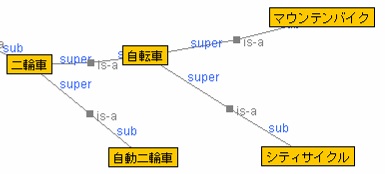 マウンテンバイク
super
is-a
sub
自転車
super
is-a
二輪車
super
super
is-a
is-a
sub
sub
自動二輪車
シティサイクル